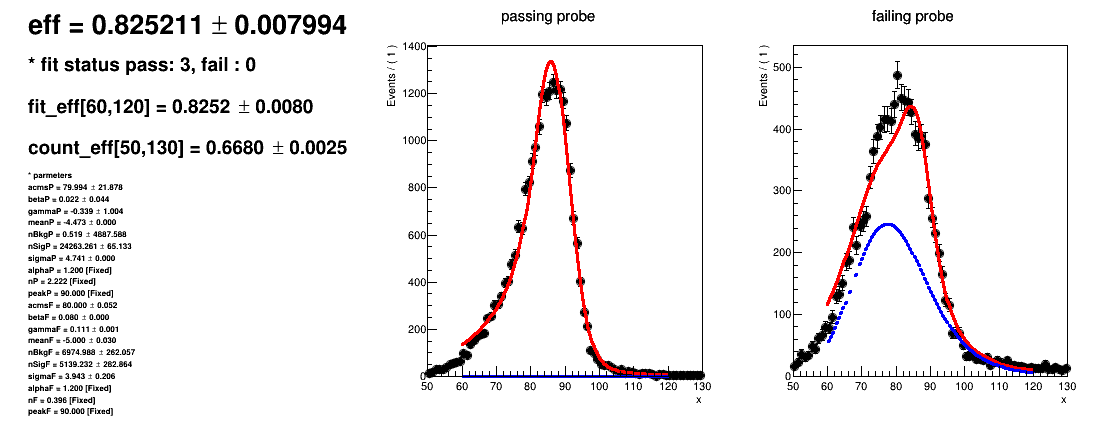 eff = 0.825211 ± 0.007994
* fit status pass: 3, fail : 0
fit_eff[60,120] = 0.8252 ± 0.0080
count_eff[50,130] = 0.6680 ± 0.0025
* parmeters
acmsP = 79.994 ± 21.878
betaP = 0.022 ± 0.044
gammaP = -0.339 ± 1.004
meanP = -4.473 ± 0.000
nBkgP = 0.519 ± 4887.588
nSigP = 24263.261 ± 65.133
sigmaP = 4.741 ± 0.000
alphaP = 1.200 [Fixed]
nP = 2.222 [Fixed]
peakP = 90.000 [Fixed]
acmsF = 80.000 ± 0.052
betaF = 0.080 ± 0.000
gammaF = 0.111 ± 0.001
meanF = -5.000 ± 0.030
nBkgF = 6974.988 ± 262.057
nSigF = 5139.232 ± 282.864
sigmaF = 3.943 ± 0.206
alphaF = 1.200 [Fixed]
nF = 0.396 [Fixed]
peakF = 90.000 [Fixed]
passing probe
Events / ( 1 )
1400
1200
1000
800
600
400
200
0
50 60 70 80 90 100 110 120 130
x
failing probe
Events / ( 1 )
500
400
300
200
100
0
50 60 70 80 90 100 110 120 130
x